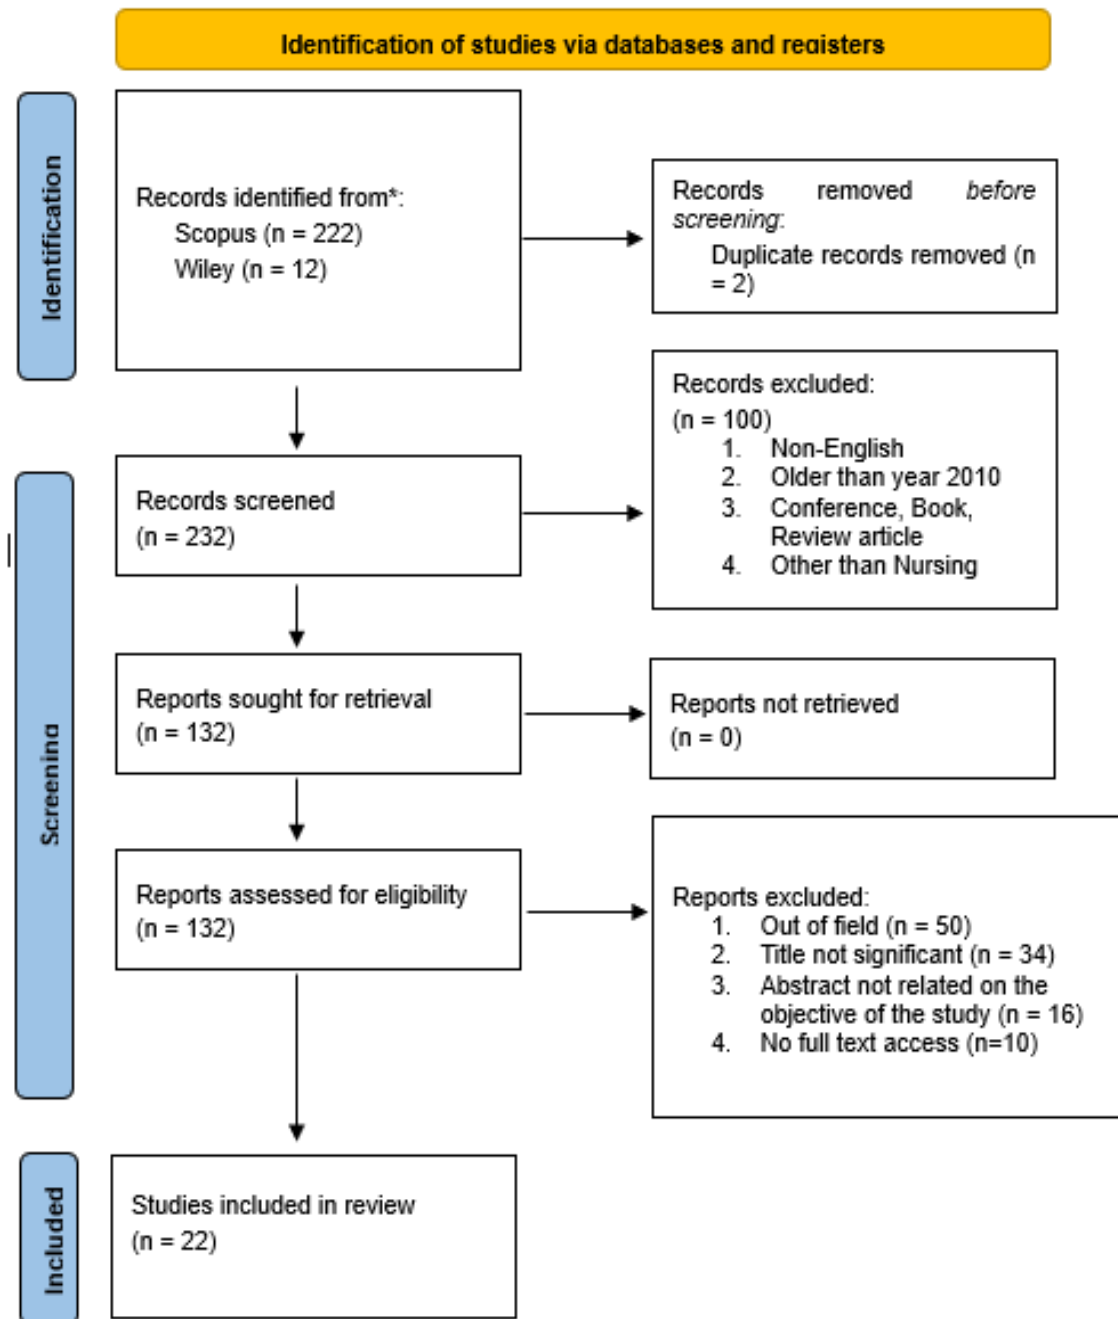 Identification of studies via databases and registers
Identification
Records identified from*:
Scopus (n = 222)
Wiley (n = 12)
Records removed before
screening:
Duplicate records removed (n
= 2)
Screening
Records screened
(n = 232)
Records excluded:
(n = 100)
1. Non-English
2. Older than year 2010
3. Conference, Book,
Review article
4. Other than Nursing
Reports sought for retrieval
(n = 132)
Reports not retrieved
(n = 0)
Reports assessed for eligibility
(n = 132)
Reports excluded:
1. Out of field (n = 50)
2. Title not significant (n = 34)
3. Abstract not related on the
objective of the study (n = 16)
4. No full text access (n=10)
Included
Studies included in review
(n = 22)